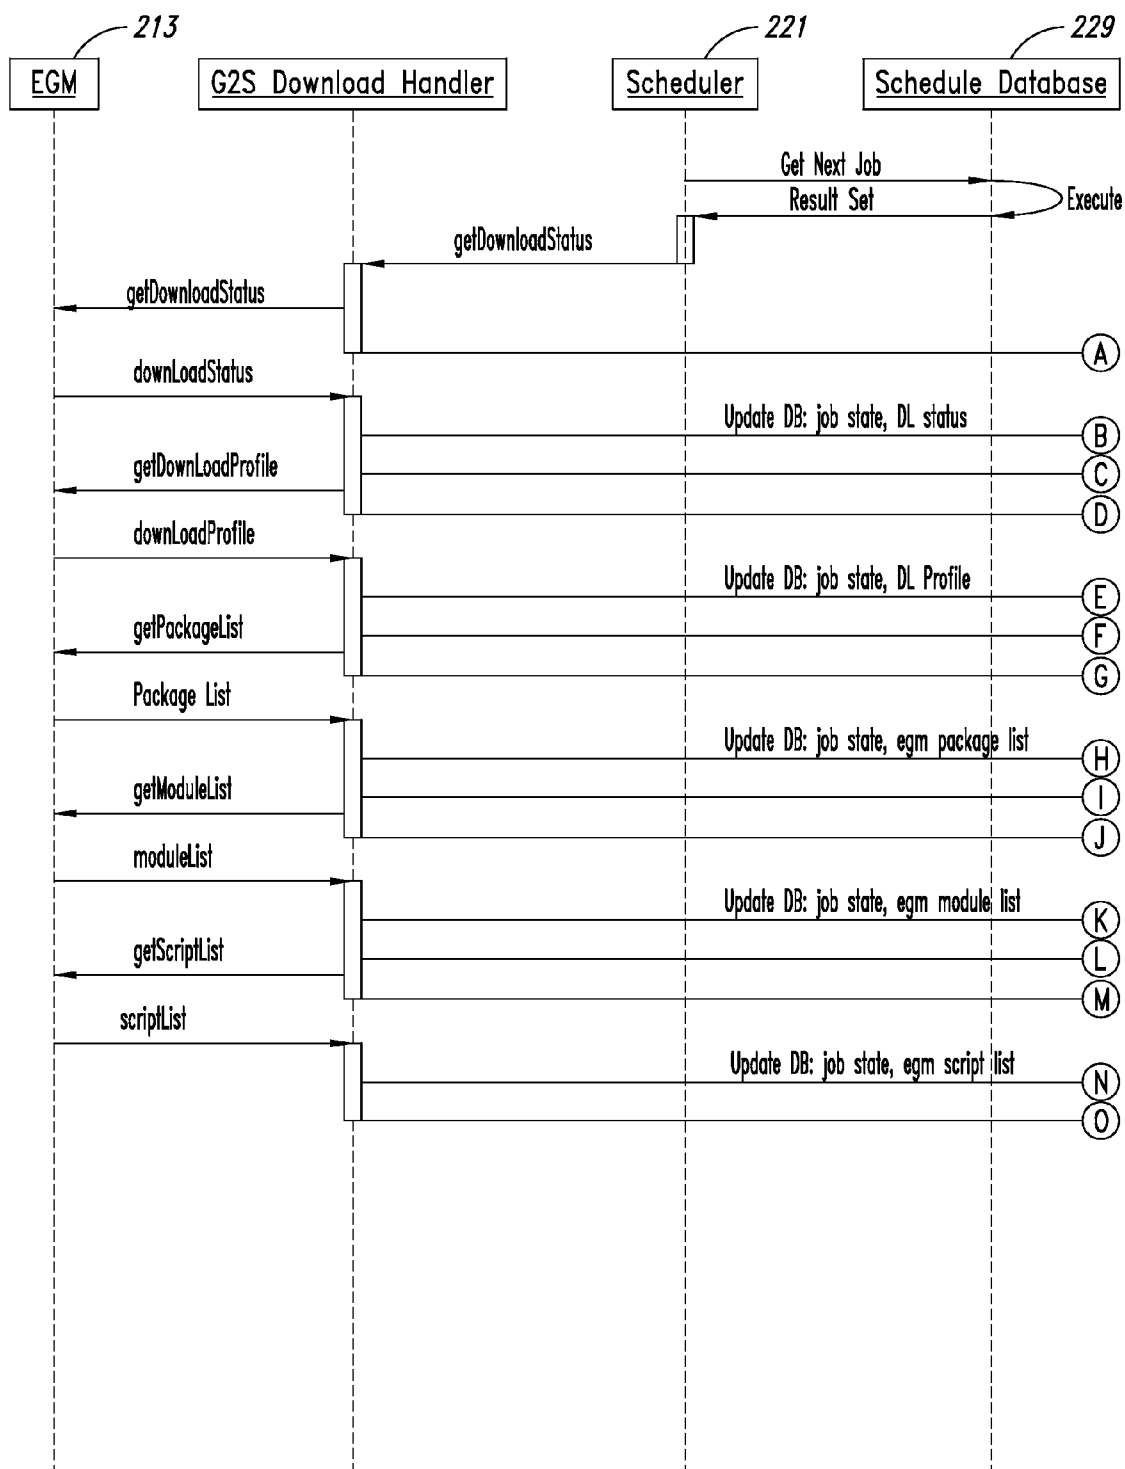 213
221
229
EGM
G2S Download Handler
Scheduler
Schedule Database
Get Next Job
Result Set
Execute
getDownloadStatus
getDownloadStatus
A
downLoadStatus
Update DB: job state, DL status
B
getDownLoadProfile
C
D
downLoadProfile
Update DB: job state, DL Profile
E
getPackageList
F
G
Package List
Update DB: job state, egm package list
H
getModuleList
I
J
moduleList
Update DB: job state, egm module list
K
getScriptList
L
M
scriptList
Update DB: job state, egm script list
N
O